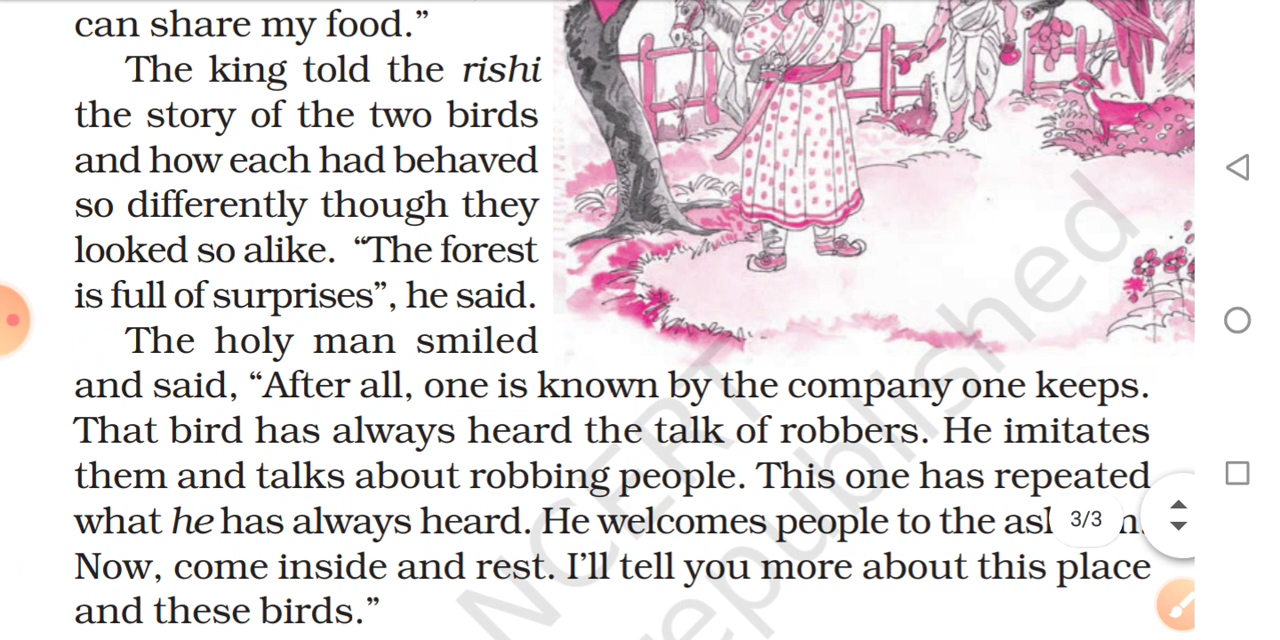 can share my food.”
The king told the rishi
the story of the two birds
and how each had behaved
so differently though they
looked so alike. “The forest
is full of surprises”, he said.
The holy man smiled
and said, “After all, one is known by the company one keeps.
That bird has always heard the talk of robbers. He imitates
them and talks about robbing people. This one has repeated
what he has always heard. He welcomes people to the
Now, come inside and rest. I’ll tell you more about this place
and these birds.”
3/3
NCERT
republished